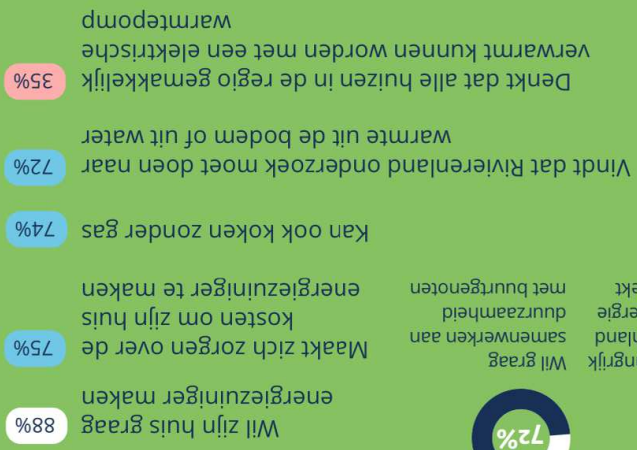 72%
Wil graag
samenwerken aan
duurzaamheid
met buurtgenoten
88%
Wil zijn huis graag
energiezuiniger maken
75%
Maakt zich zorgen over de
kosten om zijn huis
energiezuiniger te maken
74%
Kan ook koken zonder gas
72%
Vindt dat Rivierenland onderzoek moet doen naar
warmte uit de bodem of uit water
35%
Denkt dat alle huizen in de regio gemakkelijk
verwarmt kunnen worden met een elektrische
warmtepomp